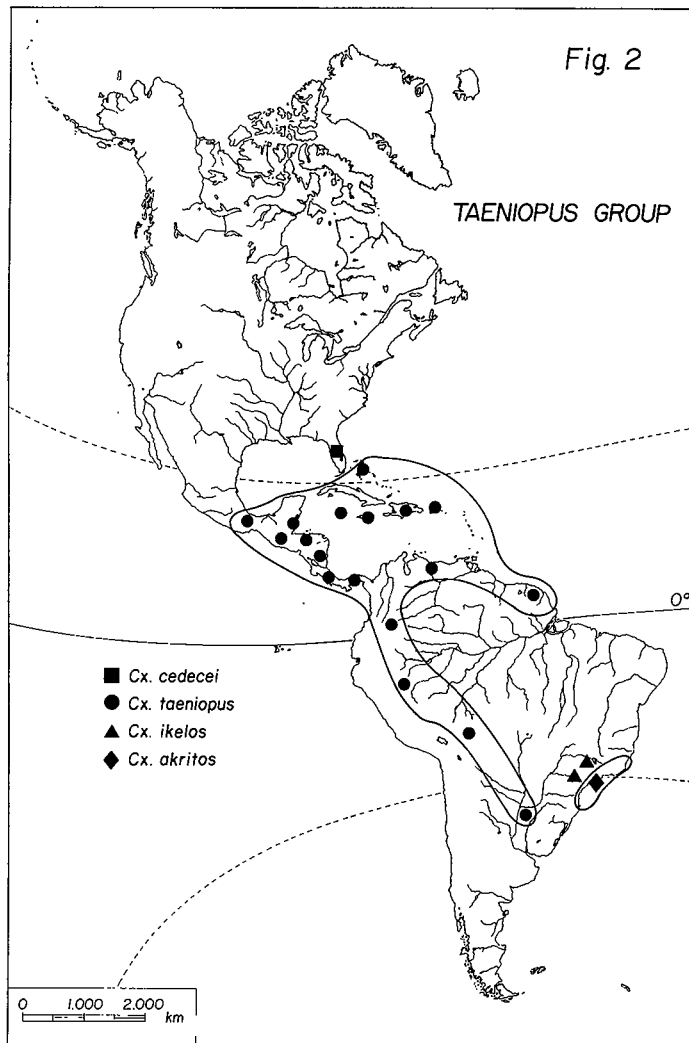 Fig. 2
TAENIOPUS GROUP
0°
Cx. cedecei
Cx. taeniopus
Cx. ikelos
Cx. akritos
0 1.000 2.000
km